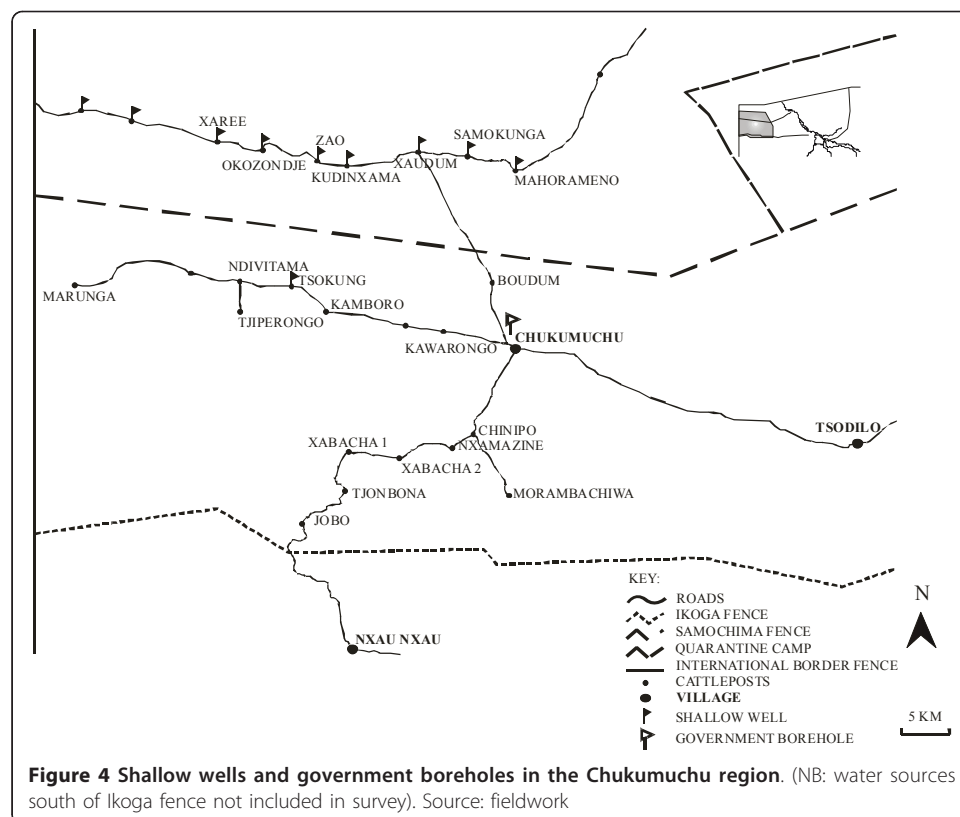 XAREE
ZAO
SAMOKUNGA
OKOZONDJE
XAUDUM
KUDINXAMA
MAHORAMENO
NDIVITAMA
TSOKUNG
BOUDUM
MARUNGA
KAMBORO
TJIPERONGO
CHUKUMUCHU
KAWARONGO
TSODILO
CHINIPO
XABACHA 1
NXAMAZINE
XABACHA 2
TJONBONA
MORAMBACHIWA
JOBO
NXAU NXAU
KEY:
ROADS
IKOGA FENCE
SAMOCHIMA FENCE
QUARANTINE CAMP
INTERNATIONAL BORDER FENCE
CATTLEPOSTS
VILLAGE
SHALLOW WELL
GOVERNMENT BOREHOLE
N
5 KM
Figure 4 Shallow wells and government boreholes in the Chukumuchu region. (NB: water sources
south of Ikoga fence not included in survey). Source: fieldwork